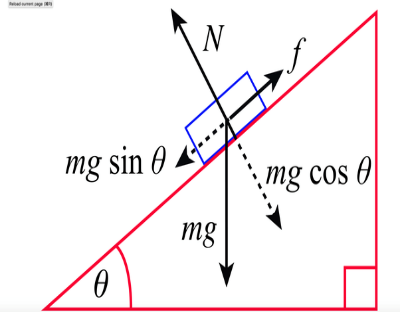 Reload current page (⌘R)
N
f
mg sin θ
mg cos θ
mg
θ